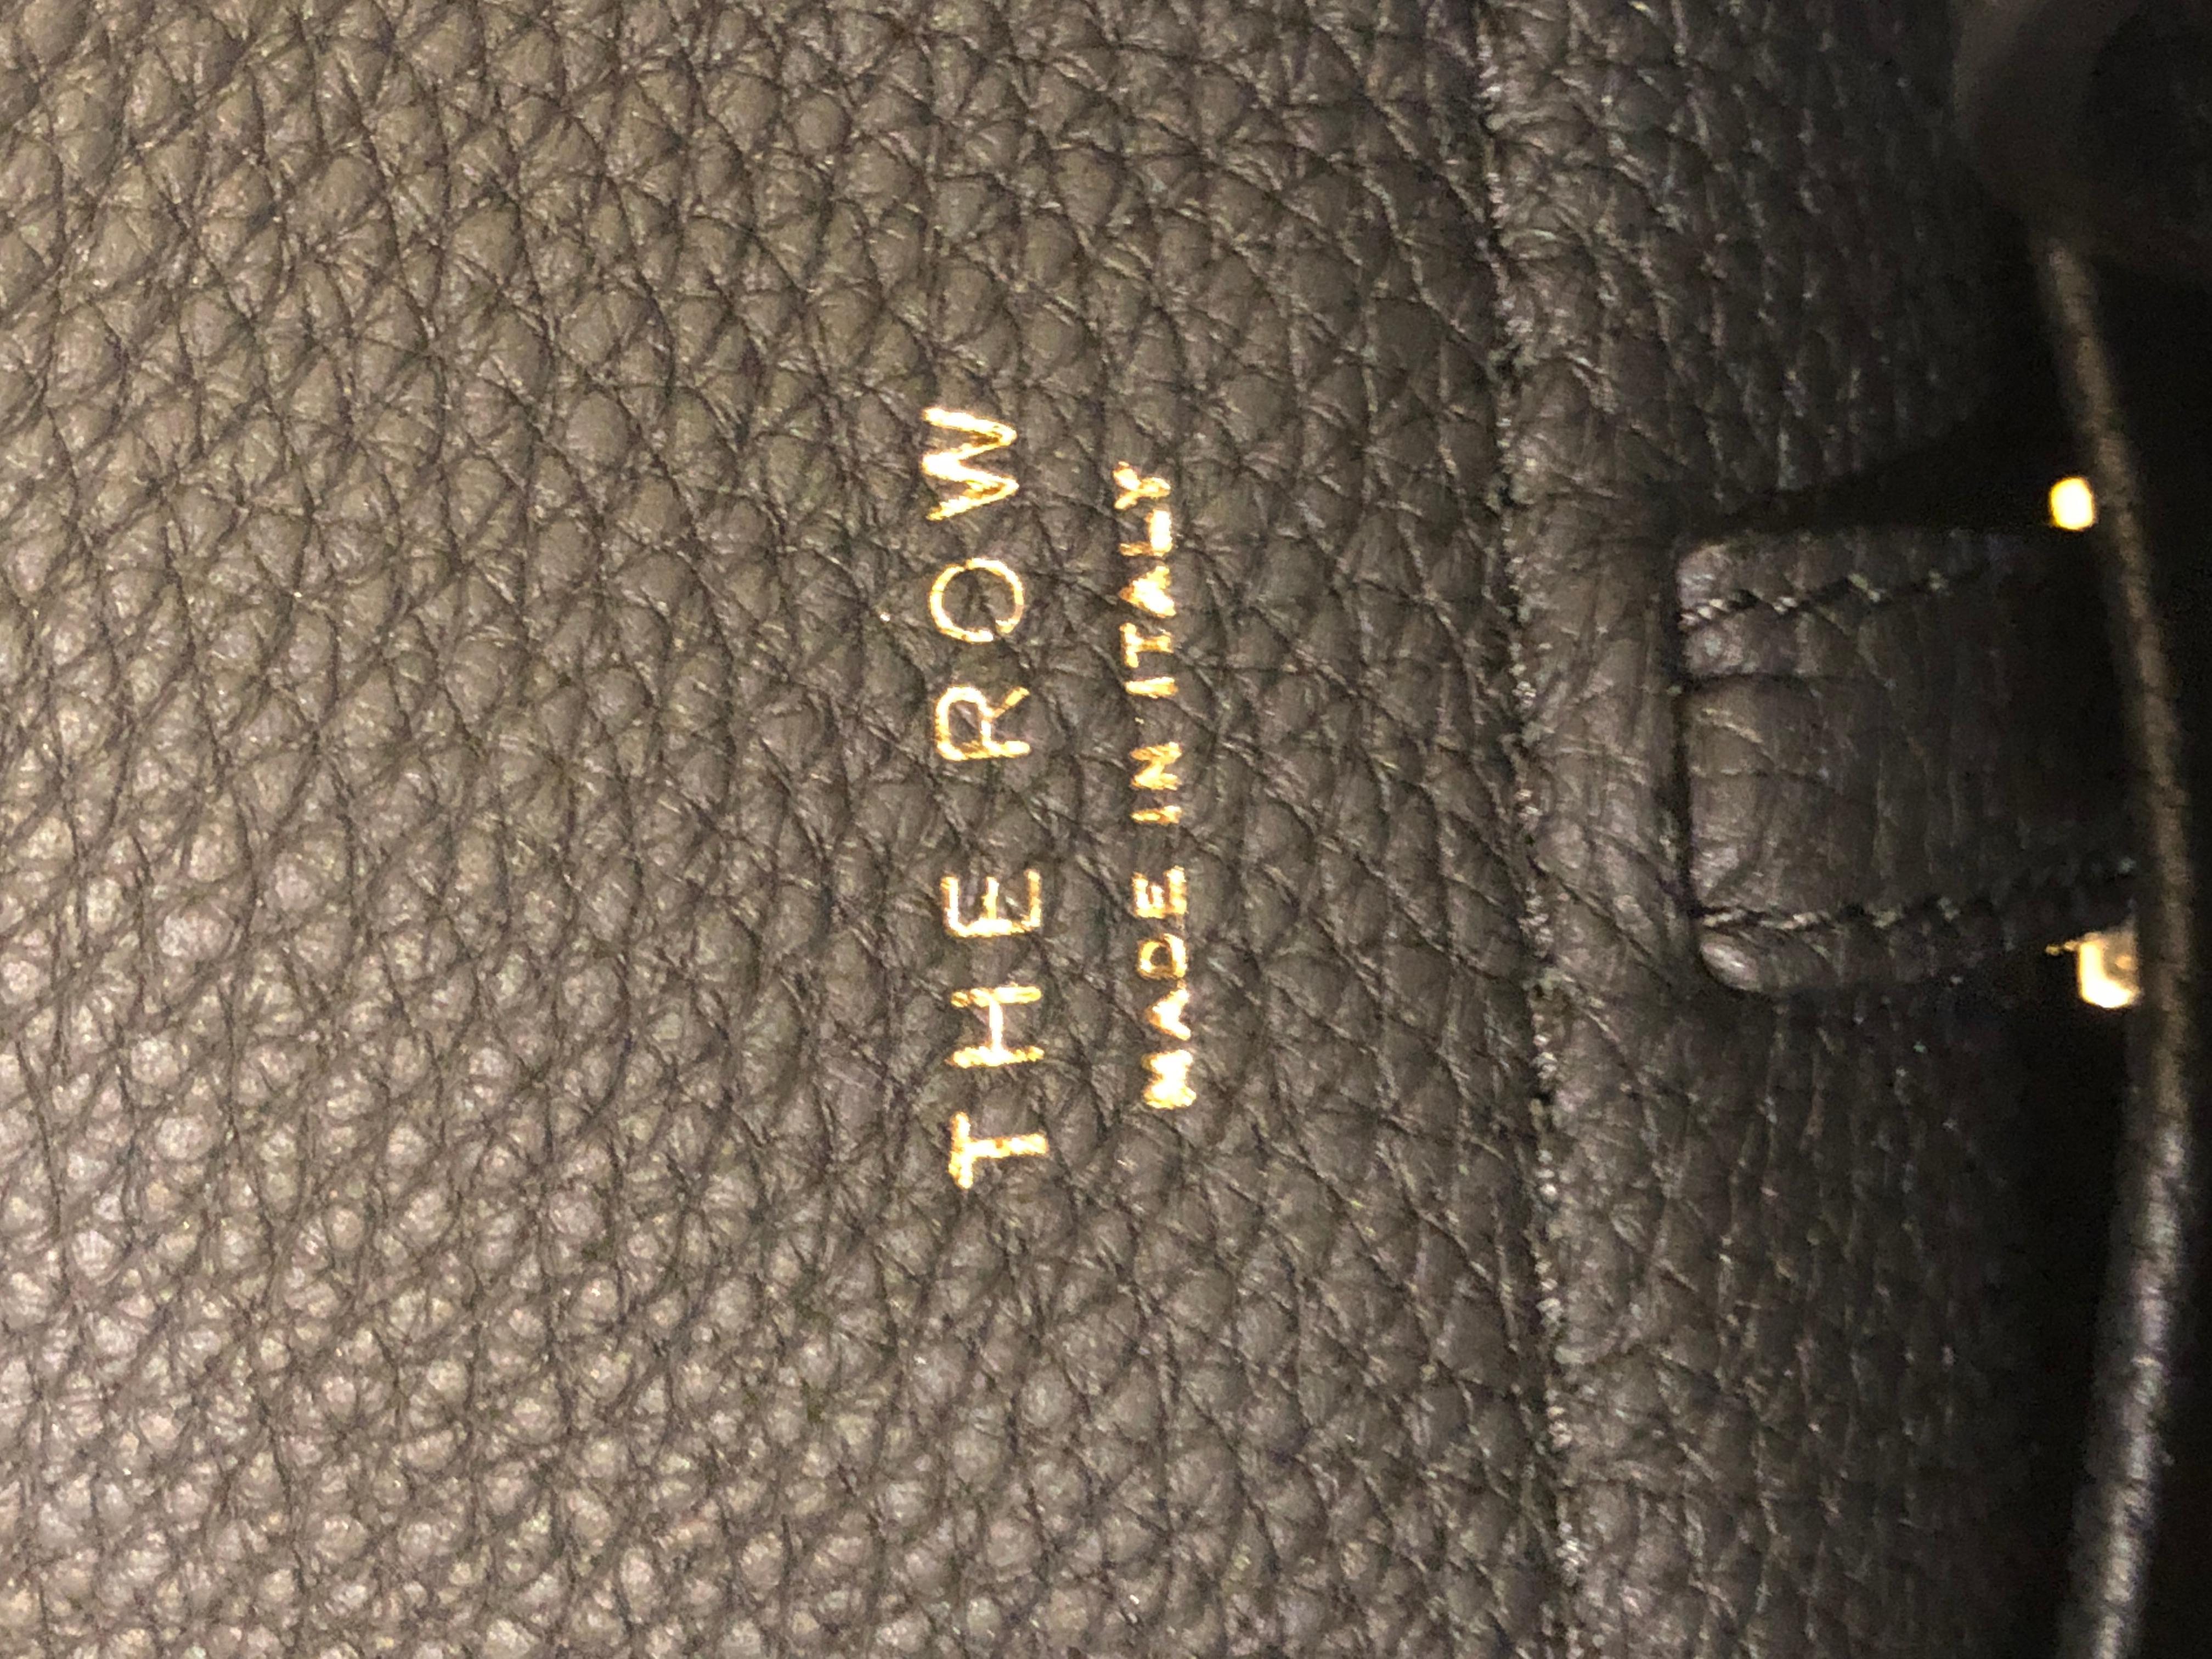 THE ROW
MADE IN ITALY